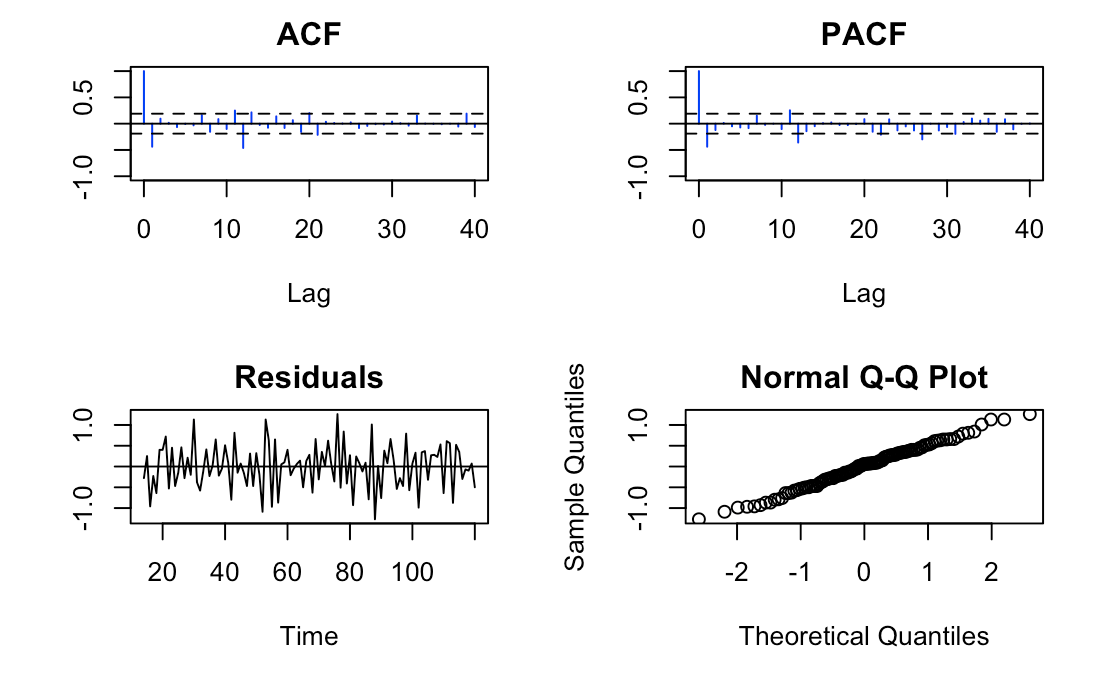 ACF
0.5
-1.0
0 10 20 30 40
Lag
PACF
0.5
-1.0
0 10 20 30 40
Lag
Residuals
1.0
-1.0
20 40 60 80 100
Time
Normal Q-Q Plot
Sample Quantiles
1.0
-1.0
-2 -1 0 1 2
Theoretical Quantiles